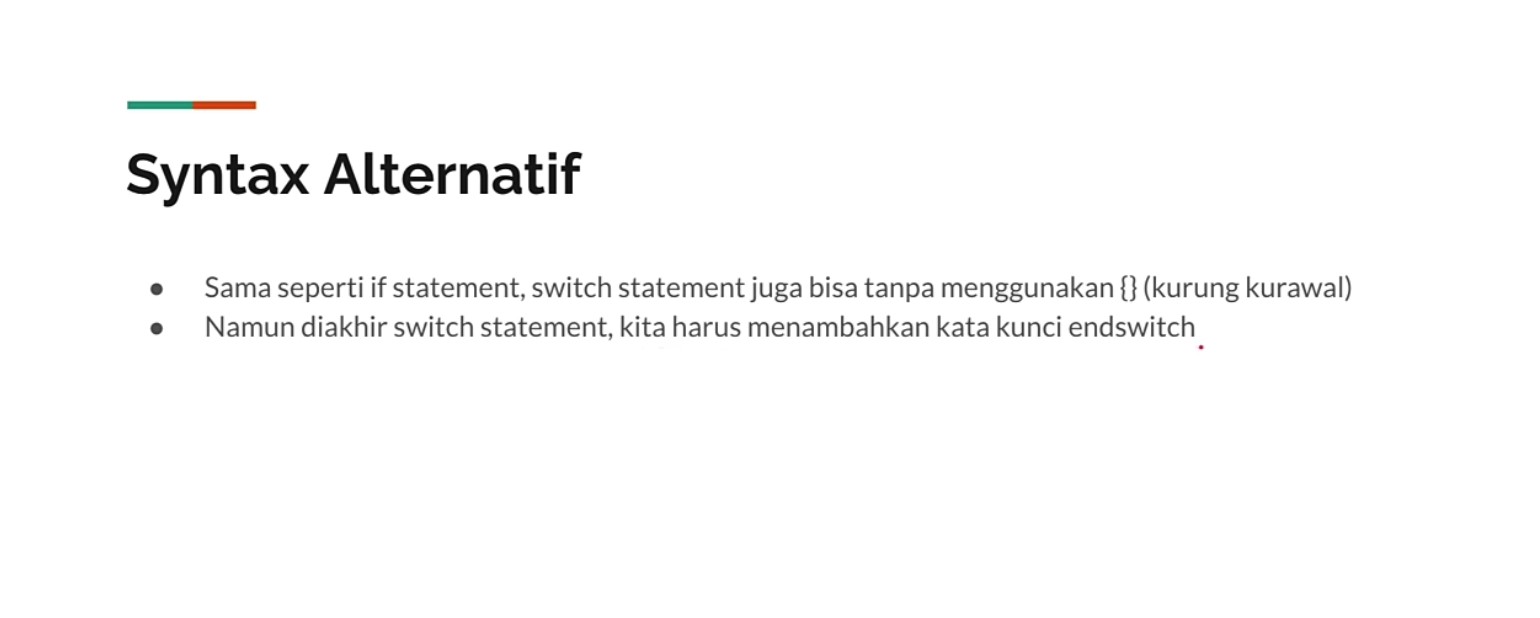 Syntax Alternatif
● Sama seperti if statement, switch statement juga bisa tanpa menggunakan {} (kurung kurawal)
● Namun diakhir switch statement, kita harus menambahkan kata kunci endswitch